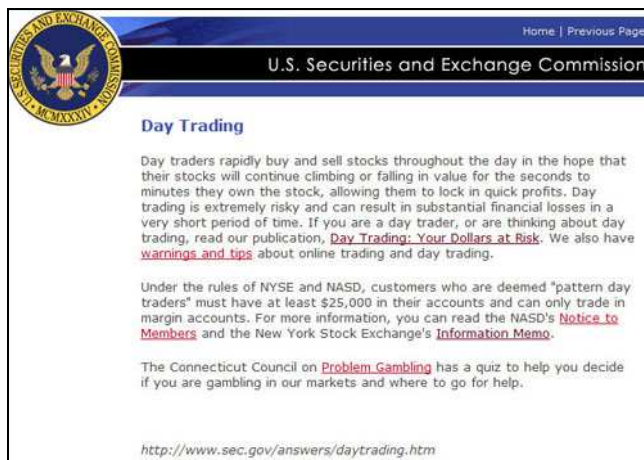 Home | Previous Page
U.S. SECURITIES AND EXCHANGE COMMISSION
MCMXXXIV
U.S. Securities and Exchange Commission
Day Trading
Day traders rapidly buy and sell stocks throughout the day in the hope that
their stocks will continue climbing or falling in value for the seconds to
minutes they own the stock, allowing them to lock in quick profits. Day
trading is extremely risky and can result in substantial financial losses in a
very short period of time. If you are a day trader, or are thinking about day
trading, read our publication, Day Trading: Your Dollars at Risk. We also have
warnings and tips about online trading and day trading.
Under the rules of NYSE and NASD, customers who are deemed "pattern day
traders" must have at least $25,000 in their accounts and can only trade in
margin accounts. For more information, you can read the NASD's Notice to
Members and the New York Stock Exchange's Information Memo.
The Connecticut Council on Problem Gambling has a quiz to help you decide
if you are gambling in our markets and where to go for help.
http://www.sec.gov/answers/daytrading.htm